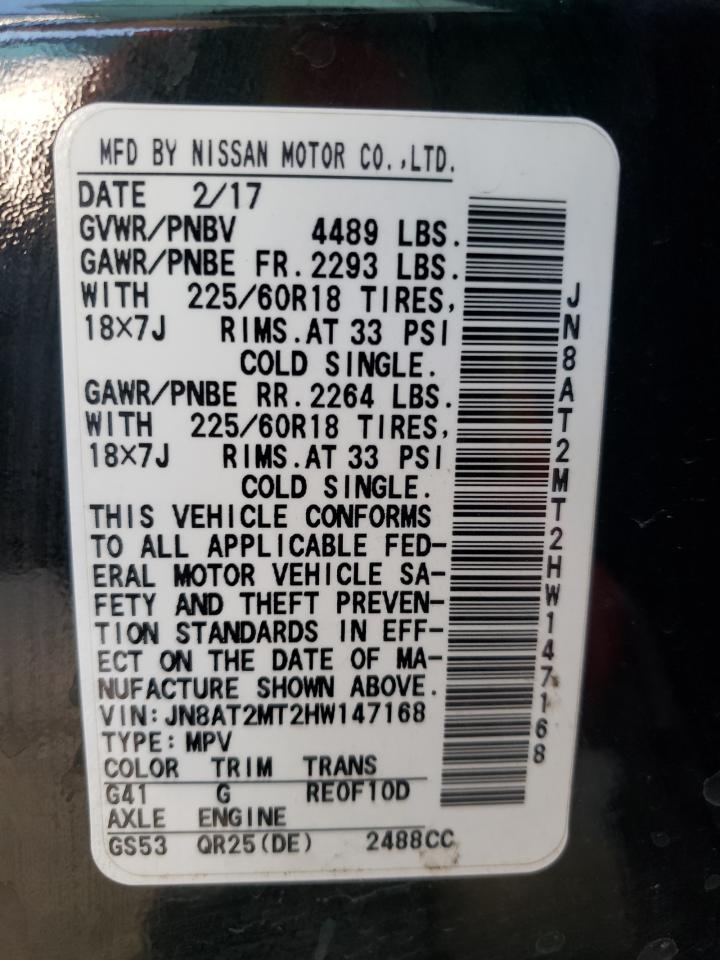 MFD BY NISSAN MOTOR CO.,LTD.
DATE 2/17
GVWR/PNBV 4489 LBS.
GAWR/PNBE FR.2293 LBS.
WITH 225/60R18 TIRES,
18×7J RIMS.AT 33 PSI
COLD SINGLE.
GAWR/PNBE RR.2264 LBS.
WITH 225/60R18 TIRES,
18×7J RIMS.AT 33 PSI
COLD SINGLE.
THIS VEHICLE CONFORMS
TO ALL APPLICABLE FED-
ERAL MOTOR VEHICLE SA-
FETY AND THEFT PREVEN-
TION STANDARDS IN EFF-
ECT ON THE DATE OF MA-
NUFACTURE SHOWN ABOVE.
VIN:JN8AT2MT2HW147168
TYPE:MPV
COLOR TRIM TRANS
G41 G RE0F10D
AXLE ENGINE
GS53 QR25(DE) 2488CC
JN8AT2MT2HW147168